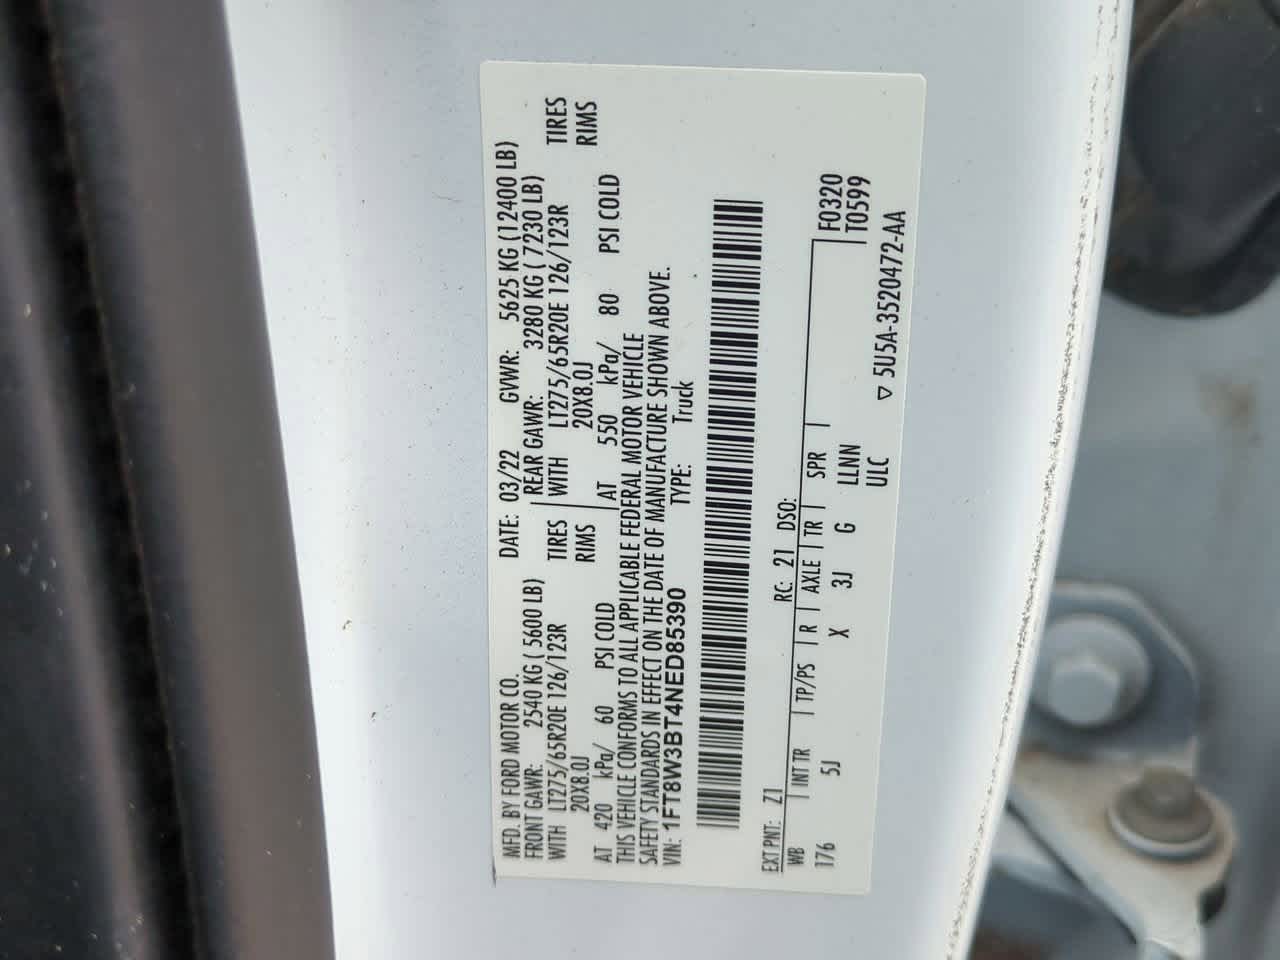 MFD. BY FORD MOTOR CO. DATE: 03/22 GVWR: 5625 KG (12400 LB)
FRONT GAWR: 2540 KG ( 5600 LB) REAR GAWR: 3280 KG ( 7230 LB)
WITH LT275/65R20E 126/123R TIRES WITH LT275/65R20E 126/123R TIRES
20X8.0J RIMS 20X8.0J RIMS
AT 420 kPa/ 60 PSI COLD AT 550 kPa/ 80 PSI COLD
THIS VEHICLE CONFORMS TO ALL APPLICABLE FEDERAL MOTOR VEHICLE
SAFETY STANDARDS IN EFFECT ON THE DATE OF MANUFACTURE SHOWN ABOVE.
VIN: 1FT8W3BT4NED85390 TYPE: Truck
EXT PNT: Z1 RC: 21 DSO:
WB INT TR TP/PS R AXLE TR SPR F0320
176 5J X 3J G LLNN T0599
ULC
▽ 5U5A-3520472-AA